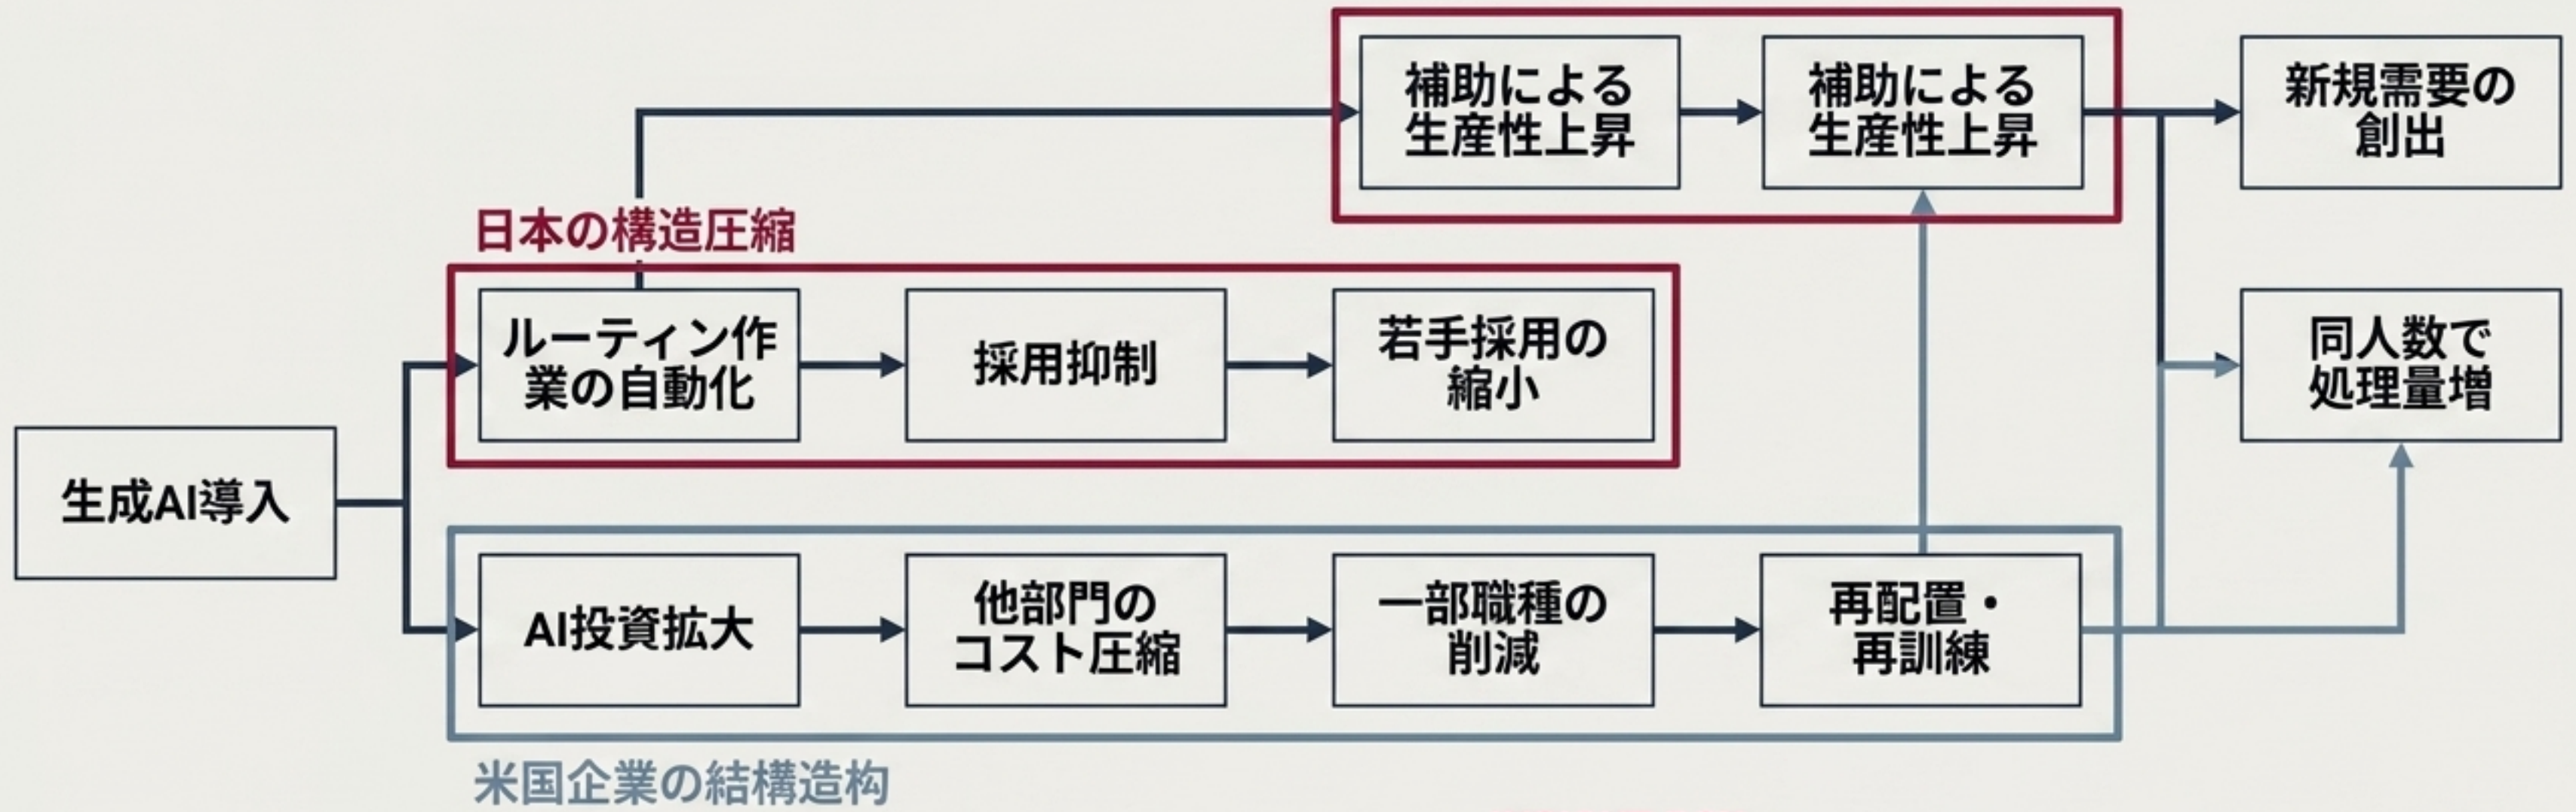 補助による
生産性上昇
補助による
生産性上昇
新規需要の
創出
日本の構造圧縮
ルーティン作
業の自動化
採用抑制
若手採用の
縮小
同人数で
処理量増
生成AI導入
AI投資拡大
他部門の
コスト圧縮
一部職種の
削減
再配置・
再訓練
米国企業の結構造构